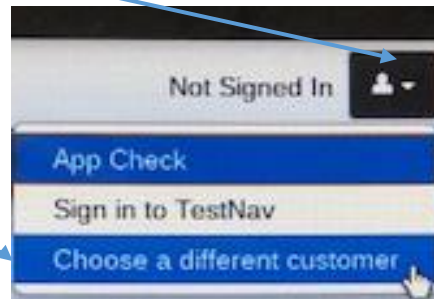 Not Signed In
App Check
Sign in to TestNav
Choose a different customer